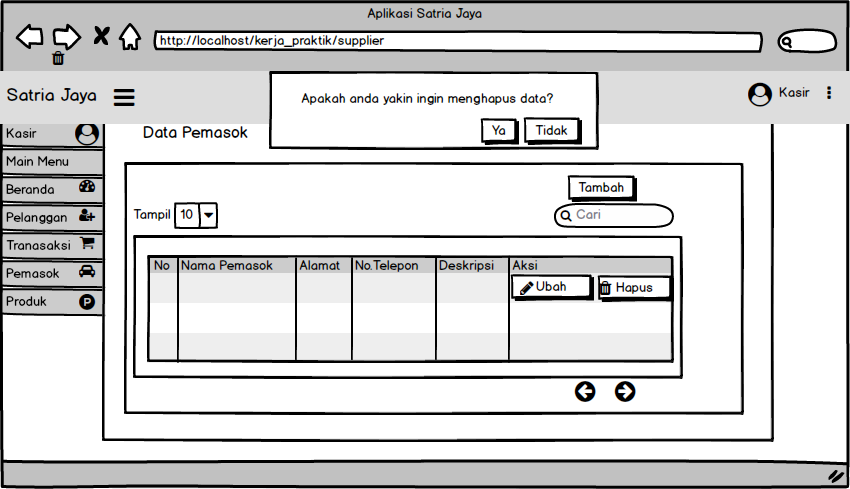 Aplikasi Satria Jaya
http://localhost/kerja_praktik/supplier
Satria Jaya
Apakah anda yakin ingin menghapus data?
Ya Tidak
Kasir
Kasir
Main Menu
Beranda
Pelanggan
Tranasaksi
Pemasok
Produk P
Data Pemasok
Tambah
Tampil 10
Cari
No Nama Pemasok Alamat No.Telepon Deskripsi Aksi
Ubah Hapus